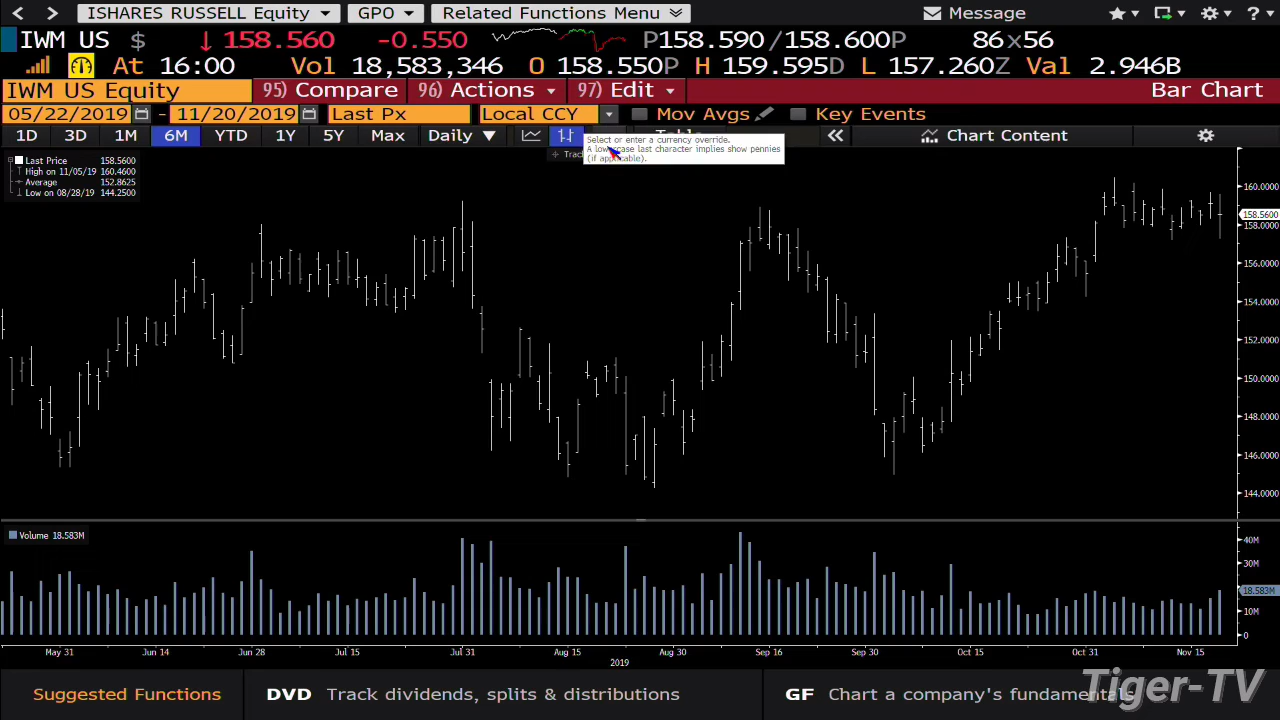 ISHARES RUSSELL Equity GPO Related Functions Menu Message
IWM US $ ↓ 158.560 -0.550 P158.590/158.600P 86x56
At 16:00 Vol 18,583,346 O 158.550P H 159.595D L 157.260Z Val 2.946B
IWM US Equity 95) Compare 96) Actions 97) Edit Bar Chart
05/22/2019 - 11/20/2019 Last Px Local CCY Mov Avgs Key Events
1D 3D 1M 6M YTD 1Y 5Y Max Daily ▼ « Chart Content
Select or enter a currency override.
A lowercase last character implies show pennies
(if applicable).
Last Price 158.5600
High on 11/05/19 160.4600
Average 152.8625
Low on 08/28/19 144.2500
160.0000
158.5600
158.0000
156.0000
154.0000
152.0000
150.0000
148.0000
146.0000
144.0000
Volume 18.583M
40M
30M
18.583M
10M
0
May 31 Jun 14 Jun 28 Jul 15 Jul 31 Aug 15 Aug 30 Sep 16 Sep 30 Oct 15 Oct 31 Nov 15
2019
Suggested Functions DVD Track dividends, splits & distributions GF Chart a company's fundamentals
Tiger-TV